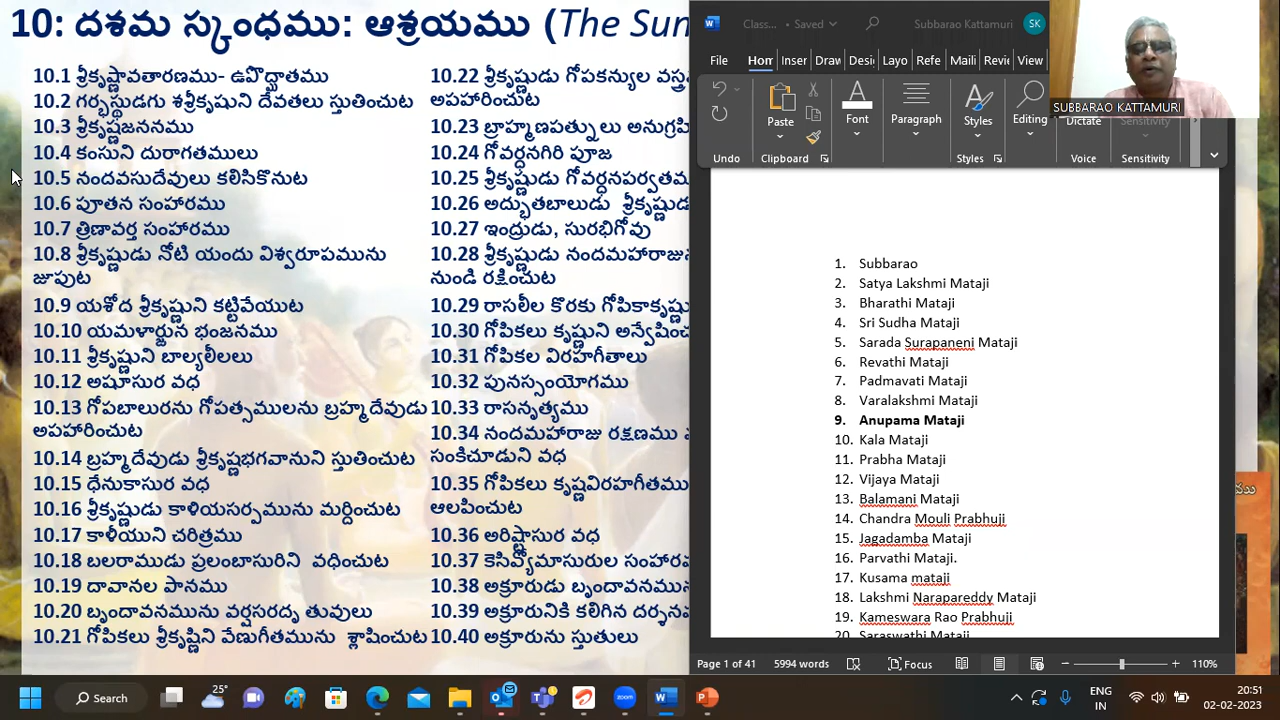 10: దశమ స్కంధము: ఆశ్రయము (The Sun
10.1 శ్రీకృష్ణావతారణము- ఉపొద్ఘాతము
10.2 గర్భస్థుడగు శశ్రీకృషుని దేవతలు స్తుతించుట
10.3 శ్రీకృష్ణజననము
10.4 కంసుని దురాగతములు
10.5 నందవసుదేవులు కలిసికొనుట
10.6 పూతన సంహారము
10.7 త్రిణావర్త సంహారము
10.8 శ్రీకృష్ణుడు నోటి యందు విశ్వరూపమును
జూపుట
10.9 యశోద శ్రీకృష్ణుని కట్టివేయుట
10.10 యమళార్జున భంజనము
10.11 శ్రీకృష్ణుని బాల్యలీలలు
10.12 అఘాసుర వధ
10.13 గోపబాలురను గోపత్సములను బ్రహ్మదేవుడు
అపహారించుట
10.14 బ్రహ్మదేవుడు శ్రీకృష్ణభగవానుని స్తుతించుట
10.15 ధేనుకాసుర వధ
10.16 శ్రీకృష్ణుడు కాళియసర్పమును మర్దించుట
10.17 కాళీయుని చరిత్రము
10.18 బలరాముడు ప్రలంబాసురిని వధించుట
10.19 దావానల పానము
10.20 బృందావనమును వర్షసరదృతువులు
10.21 గోపికలు శ్రీకృష్ణిని వేణుగీతమును శ్లాషించుట
10.22 శ్రీకృష్ణుడు గోపకన్యుల వస్త్ర
అపహారించుట
10.23 బ్రాహ్మణపత్నులు అనుగ్రహి
10.24 గోవర్ధనగిరి పూజ
10.25 శ్రీకృష్ణుడు గోవర్ధనపర్వతమ
10.26 అద్భుతబాలుడు శ్రీకృష్ణుడ
10.27 ఇంద్రుడు, సురభిగోవు
10.28 శ్రీకృష్ణుడు నందమహారాజు
నుండి రక్షించుట
10.29 రాసలీల కొరకు గోపికాకృష్ణు
10.30 గోపికలు కృష్ణుని అన్వేషించ
10.31 గోపికల విరహగీతాలు
10.32 పునస్సంయోగము
10.33 రాసనృత్యము
10.34 నందమహారాజు రక్షణము
సంకిచూడుని వధ
10.35 గోపికలు కృష్ణవిరహగీతము
ఆలపించుట
10.36 అరిష్టాసుర వధ
10.37 కెసివ్యోమాసురుల సంహార
10.38 అక్రూరుడు బృందావనము
10.39 అక్రూరునికి కలిగిన దర్శన
10.40 అక్రూరును స్తుతులు
Class... • Saved
Subbarao Kattamuri
SK
File Hom Inser Draw Desig Layo Refe Maili Revie View
Paste Font Paragraph Styles Editing Dictate Sensitivity
Undo Clipboard Styles Voice Sensitivity
SUBBARAO KATTAMURI
1. Subbarao
2. Satya Lakshmi Mataji
3. Bharathi Mataji
4. Sri Sudha Mataji
5. Sarada Surapaneni Mataji
6. Revathi Mataji
7. Padmavati Mataji
8. Varalakshmi Mataji
9. Anupama Mataji
10. Kala Mataji
11. Prabha Mataji
12. Vijaya Mataji
13. Balamani Mataji
14. Chandra Mouli Prabhuji
15. Jagadamba Mataji
16. Parvathi Mataji.
17. Kusama mataji
18. Lakshmi Narapareddy Mataji
19. Kameswara Rao Prabhuji
20. Saraswathi Mataji
Page 1 of 41 5994 words Focus 110%
Search
25°
ENG
IN
20:51
02-02-2023